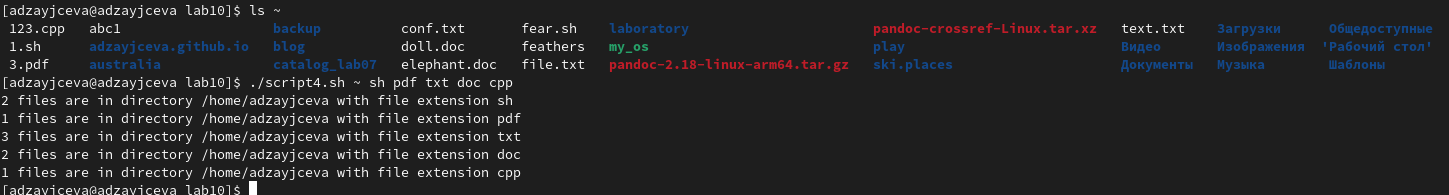 [adzayjceva@adzayjceva lab10]$ ls ~
123.cpp abc1 backup conf.txt fear.sh laboratory pandoc-crossref-Linux.tar.xz text.txt Загрузки Общедоступные
1.sh adzayjceva.github.io blog doll.doc feathers my_os play Видео Изображения 'Рабочий стол'
3.pdf australia catalog_lab07 elephant.doc file.txt pandoc-2.18-linux-arm64.tar.gz ski.places Документы Музыка Шаблоны
[adzayjceva@adzayjceva lab10]$ ./script4.sh ~ sh pdf txt doc cpp
2 files are in directory /home/adzayjceva with file extension sh
1 files are in directory /home/adzayjceva with file extension pdf
3 files are in directory /home/adzayjceva with file extension txt
2 files are in directory /home/adzayjceva with file extension doc
1 files are in directory /home/adzayjceva with file extension cpp
[adzayjceva@adzayjceva lab10]$